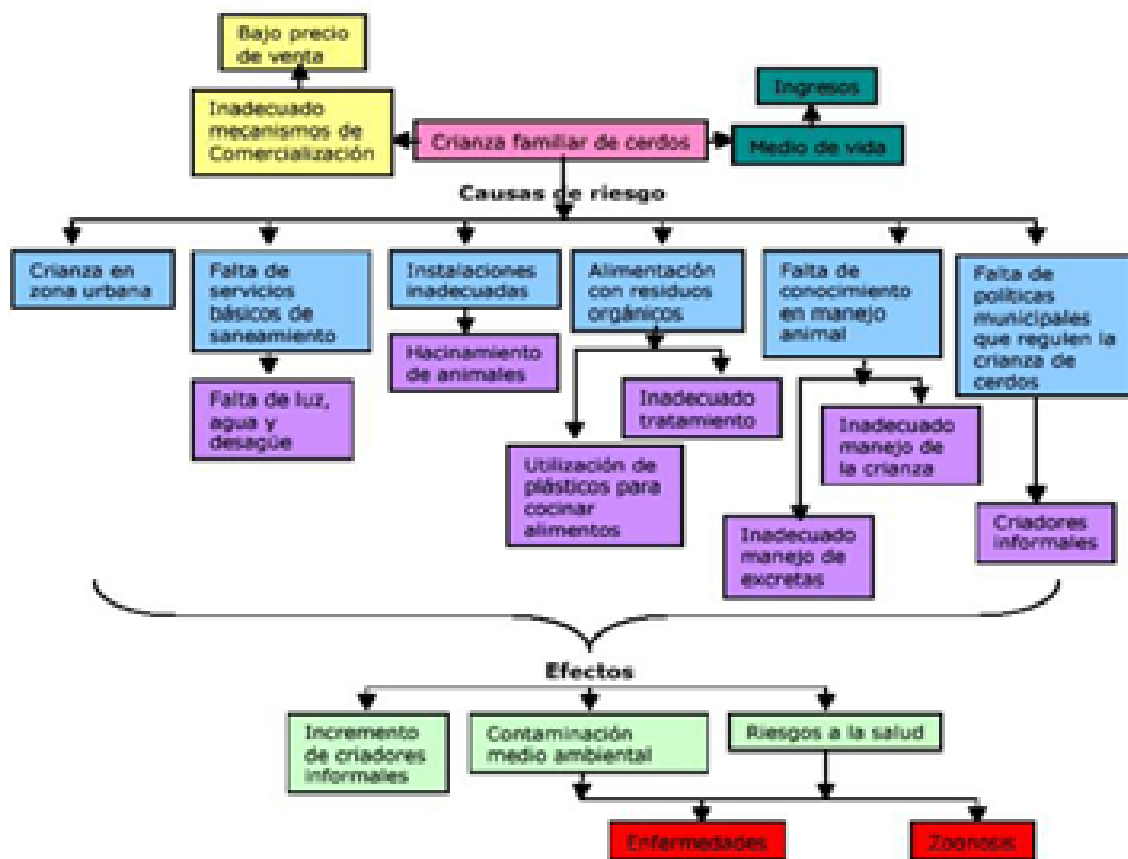 Bajo precio
de venta
Ingresos
Inadecuado
mecanismos de
Comercialización
Crianza familiar de cerdos
Medio de vida
Causas de riesgo
Crianza en
zona urbana
Falta de
servicios
básicos de
saneamiento
Instalaciones
inadecuadas
Alimentación
con residuos
orgánicos
Falta de
conocimiento
en manejo
animal
Falta de
políticas
municipales
que regulen la
crianza de
cerdos
Falta de luz,
agua y
desagüe
Hacinamiento
de animales
Inadecuado
tratamiento
Utilización de
plásticos para
cocinar
alimentos
Inadecuado
manejo de
la crianza
Inadecuado
manejo de
excretas
Criadores
informales
Efectos
Incremento
de criadores
informales
Contaminación
medio ambiental
Riesgos a la salud
Enfermedades
Zoonosis